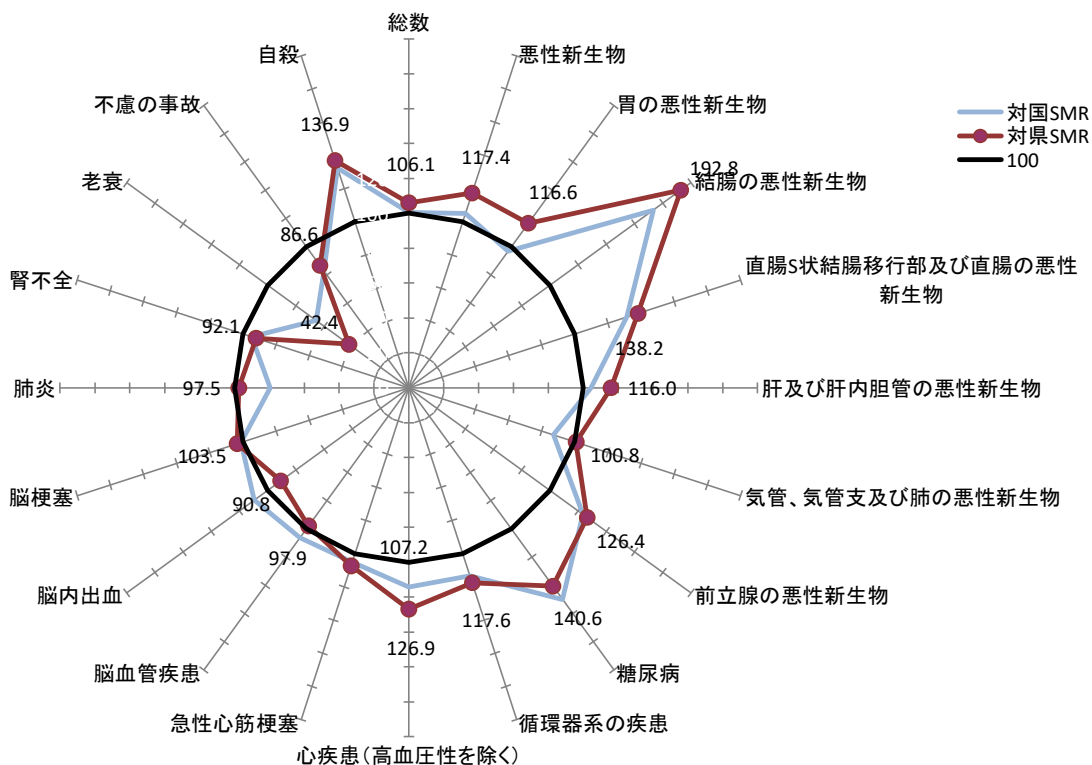 総数
自殺
悪性新生物
不慮の事故
胃の悪性新生物
対国SMR
対県SMR
100
136.9
106.1
117.4
116.6
192.8
結腸の悪性新生物
老衰
86.6
直腸S状結腸移行部及び直腸の悪性
新生物
腎不全
92.1
42.4
138.2
肺炎
97.5
116.0
肝及び肝内胆管の悪性新生物
103.5
100.8
脳梗塞
気管、気管支及び肺の悪性新生物
90.8
126.4
97.9
107.2
脳内出血
前立腺の悪性新生物
126.9
117.6
140.6
脳血管疾患
糖尿病
急性心筋梗塞
循環器系の疾患
心疾患(高血圧性を除く)